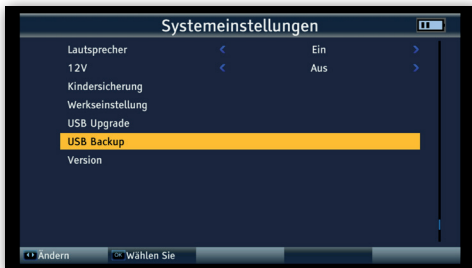 Systemeinstellungen
Lautsprecher < Ein >
12V < Aus >
Kindersicherung
Werkseinstellung
USB Upgrade
USB Backup
Version
Ändern OK Wählen Sie